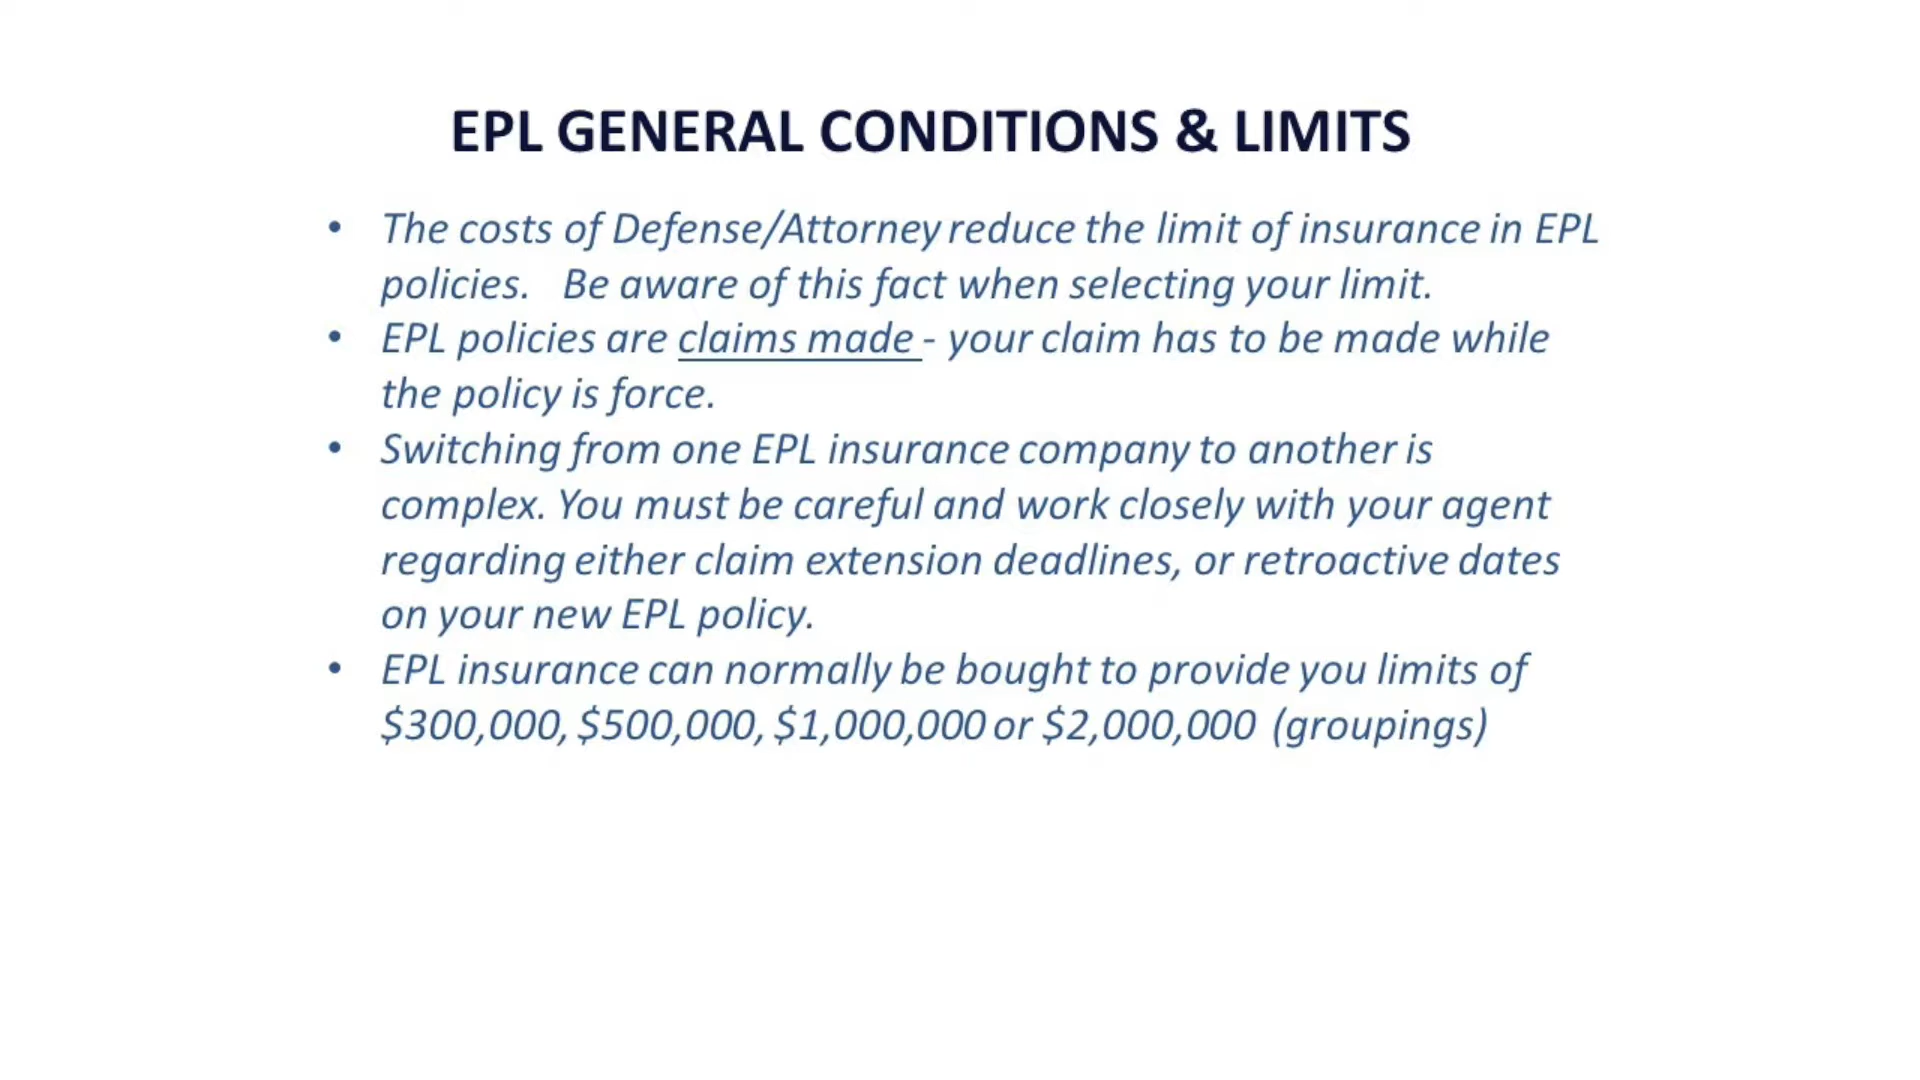 EPL GENERAL CONDITIONS & LIMITS
• The costs of Defense/Attorney reduce the limit of insurance in EPL
policies. Be aware of this fact when selecting your limit.
• EPL policies are claims made - your claim has to be made while
the policy is force.
• Switching from one EPL insurance company to another is
complex. You must be careful and work closely with your agent
regarding either claim extension deadlines, or retroactive dates
on your new EPL policy.
• EPL insurance can normally be bought to provide you limits of
$300,000, $500,000, $1,000,000 or $2,000,000 (groupings)